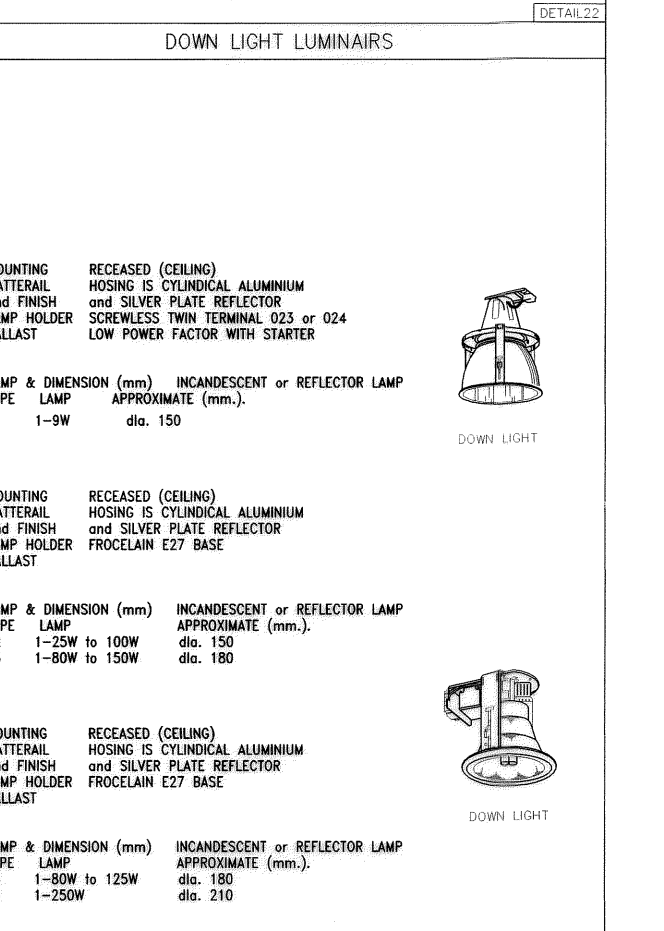 DETAIL22
DOWN LIGHT LUMINAIRS
OUNTING RECEASED (CEILING)
ATTERAIL HOSING IS CYLINDICAL ALUMINIUM
nd FINISH and SILVER PLATE REFLECTOR
MP HOLDER SCREWLESS TWIN TERMINAL 023 or 024
LLAST LOW POWER FACTOR WITH STARTER
MP & DIMENSION (mm) INCANDESCENT or REFLECTOR LAMP
PE LAMP APPROXIMATE (mm.).
1-9W dia. 150
DOWN LIGHT
OUNTING RECEASED (CEILING)
ATTERAIL HOSING IS CYLINDICAL ALUMINIUM
nd FINISH and SILVER PLATE REFLECTOR
MP HOLDER FROCELAIN E27 BASE
LLAST
MP & DIMENSION (mm) INCANDESCENT or REFLECTOR LAMP
PE LAMP APPROXIMATE (mm.).
1-25W to 100W dia. 150
1-80W to 150W dia. 180
OUNTING RECEASED (CEILING)
ATTERAIL HOSING IS CYLINDICAL ALUMINIUM
nd FINISH and SILVER PLATE REFLECTOR
MP HOLDER FROCELAIN E27 BASE
LLAST
DOWN LIGHT
MP & DIMENSION (mm) INCANDESCENT or REFLECTOR LAMP
PE LAMP APPROXIMATE (mm.).
1-80W to 125W dia. 180
1-250W dia. 210